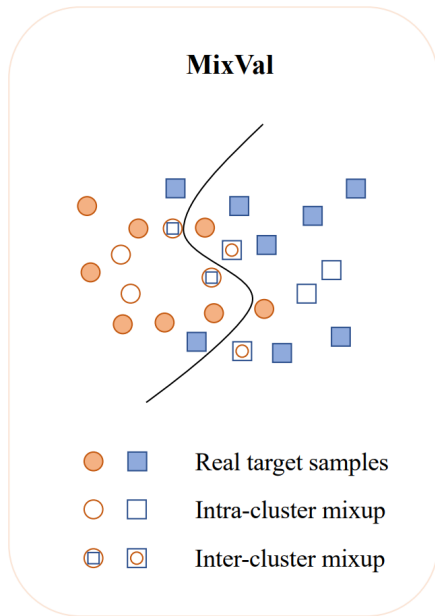 MixVal
Real target samples
Intra-cluster mixup
Inter-cluster mixup